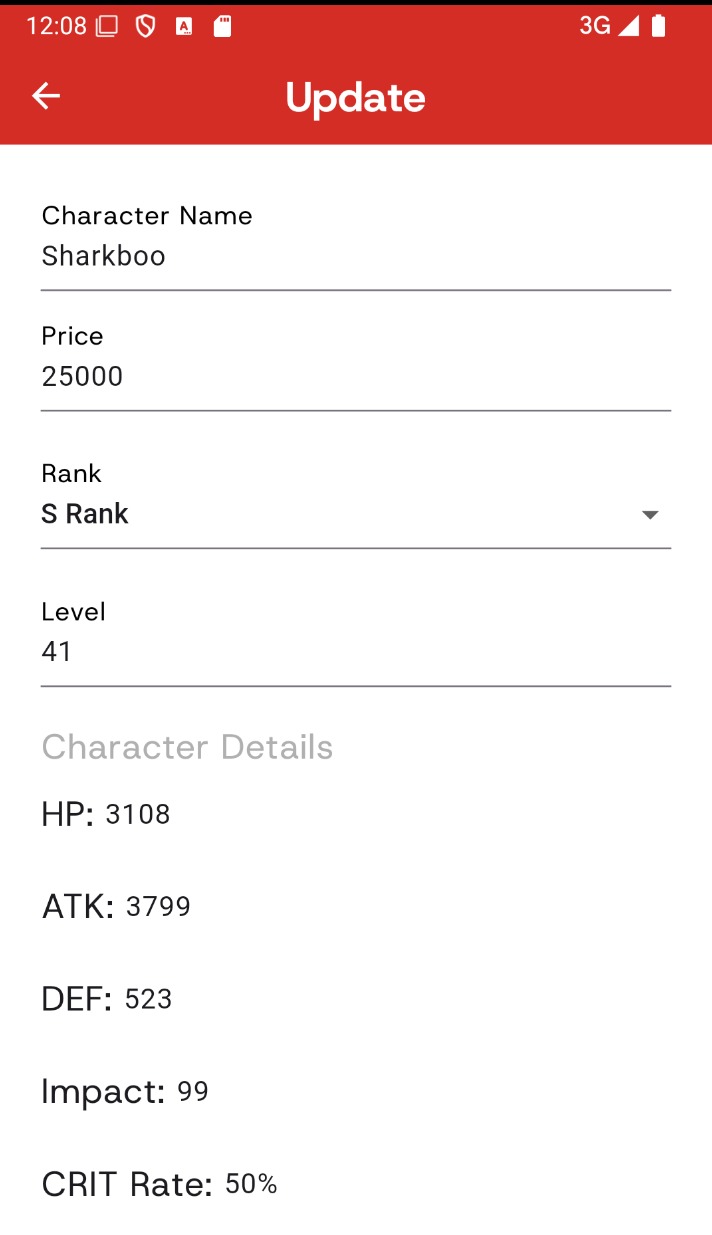 12:08
3G
Update
Character Name
Sharkboo
Price
25000
Rank
S Rank
Level
41
Character Details
HP: 3108
ATK: 3799
DEF: 523
Impact: 99
CRIT Rate: 50%